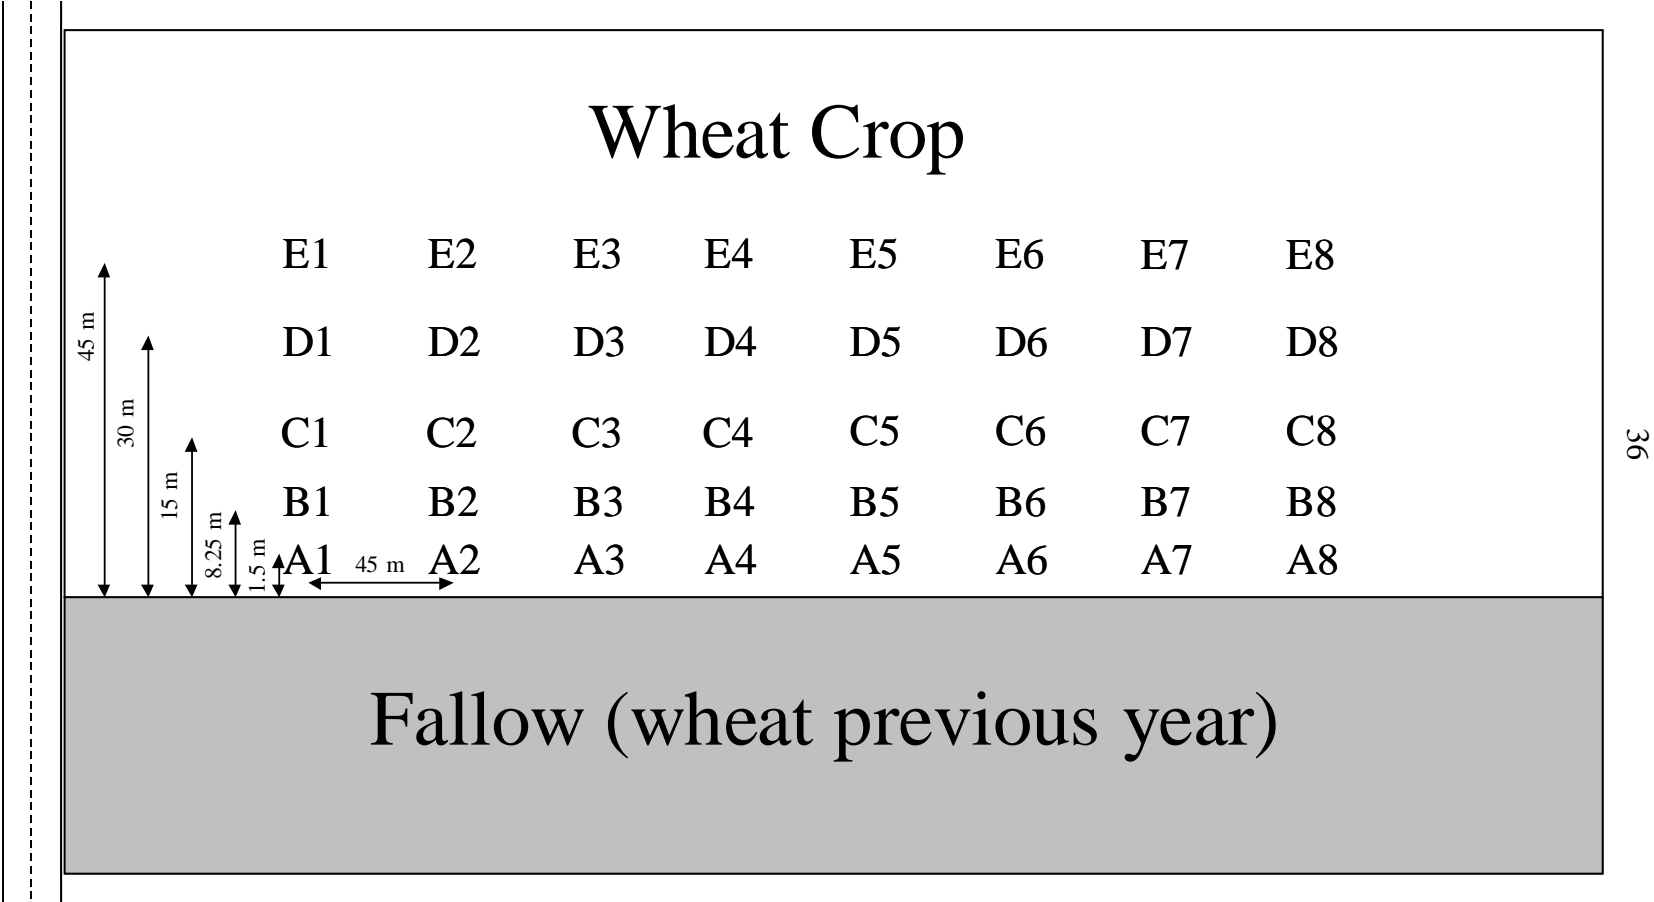 Wheat Crop
E1 E2 E3 E4 E5 E6 E7 E8
45 m
D1 D2 D3 D4 D5 D6 D7 D8
30 m
C1 C2 C3 C4 C5 C6 C7 C8
36
15 m
B1 B2 B3 B4 B5 B6 B7 B8
8.25 m
1.5 m
A1 A2 A3 A4 A5 A6 A7 A8
45 m
Fallow (wheat previous year)